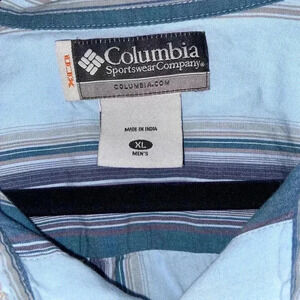 Columbia
Sportswear Company®
COLUMBIA.COM
MADE IN INDIA
XL
MEN'S